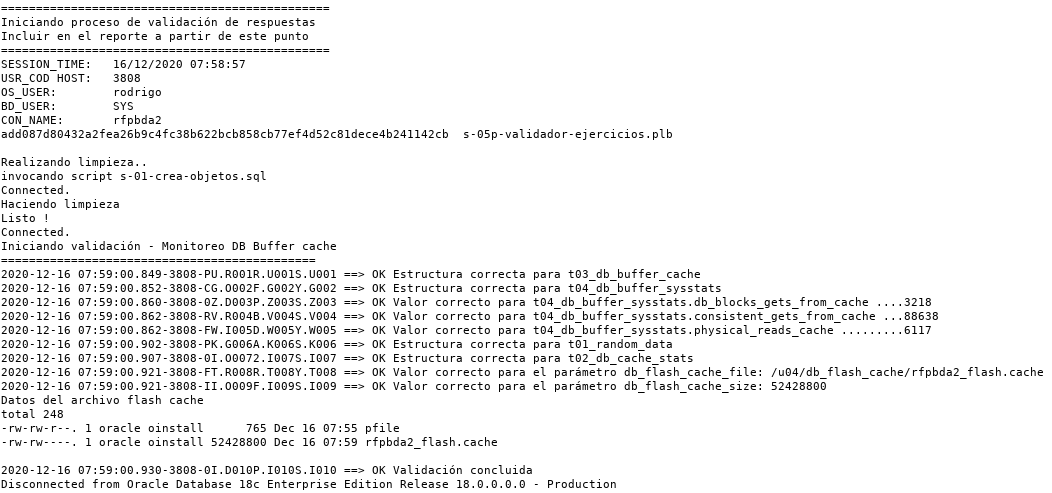 ===============================================
Iniciando proceso de validación de respuestas
Incluir en el reporte a partir de este punto
===============================================
SESSION_TIME:   16/12/2020 07:58:57
USR_COD HOST:   3808
OS_USER:        rodrigo
BD_USER:        SYS
CON_NAME:       rfpbda2
add087d80432a2fea26b9c4fc38b622bcb858cb77ef4d52c81dece4b241142cb  s-05p-validador-ejercicios.plb

Realizando limpieza..
invocando script s-01-crea-objetos.sql
Connected.
Haciendo limpieza
Listo !
Connected.
Iniciando validación - Monitoreo DB Buffer cache
=============================================
2020-12-16 07:59:00.849-3808-PU.R001R.U001S.U001 ==> OK Estructura correcta para t03_db_buffer_cache
2020-12-16 07:59:00.852-3808-CG.O002F.G002Y.G002 ==> OK Estructura correcta para t04_db_buffer_sysstats
2020-12-16 07:59:00.860-3808-0Z.D003P.Z003S.Z003 ==> OK Valor correcto para t04_db_buffer_sysstats.db_blocks_gets_from_cache ....3218
2020-12-16 07:59:00.862-3808-RV.R004B.V004S.V004 ==> OK Valor correcto para t04_db_buffer_sysstats.consistent_gets_from_cache ...88638
2020-12-16 07:59:00.862-3808-FW.I005D.W005Y.W005 ==> OK Valor correcto para t04_db_buffer_sysstats.physical_reads_cache .........6117
2020-12-16 07:59:00.902-3808-PK.G006A.K006S.K006 ==> OK Estructura correcta para t01_random_data
2020-12-16 07:59:00.907-3808-0I.O0072.I007S.I007 ==> OK Estructura correcta para t02_db_cache_stats
2020-12-16 07:59:00.921-3808-FT.R008R.T008Y.T008 ==> OK Valor correcto para el parámetro db_flash_cache_file: /u04/db_flash_cache/rfpbda2_flash.cache
2020-12-16 07:59:00.921-3808-II.O009F.I009S.I009 ==> OK Valor correcto para el parámetro db_flash_cache_size: 52428800
Datos del archivo flash cache
total 248
-rw-rw-r--. 1 oracle oinstall      765 Dec 16 07:55 pfile
-rw-rw----. 1 oracle oinstall 52428800 Dec 16 07:59 rfpbda2_flash.cache

2020-12-16 07:59:00.930-3808-0I.D010P.I010S.I010 ==> OK Validación concluida
Disconnected from Oracle Database 18c Enterprise Edition Release 18.0.0.0.0 - Production